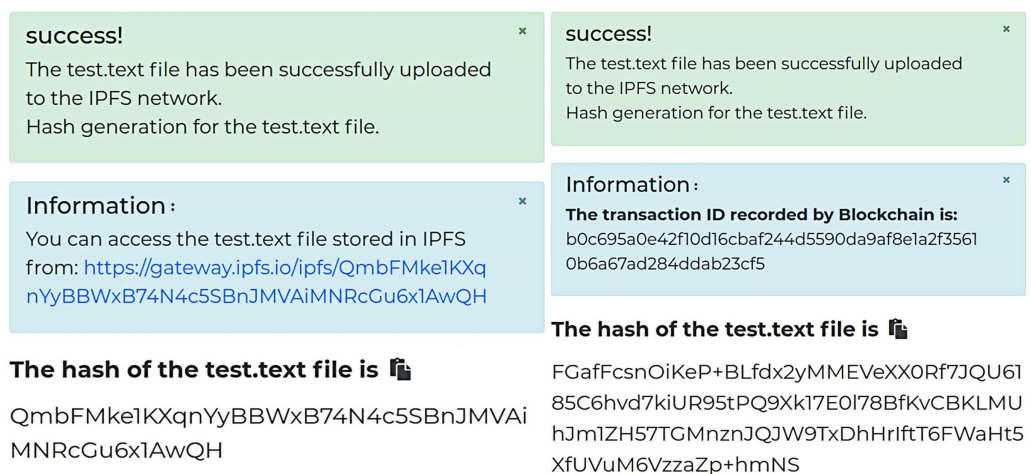 success!
×
The test.text file has been successfully uploaded
to the IPFS network.
Hash generation for the test.text file.
Information :
×
You can access the test.text file stored in IPFS
from: https://gateway.ipfs.io/ipfs/QmbFMke1KXq
nYyBBWxB74N4c5SBnJMVAiMNRcGu6x1AwQH
The hash of the test.text file is
QmbFMke1KXqnYyBBWxB74N4c5SBnJMVAi
MNRcGu6x1AwQH
success!
×
The test.text file has been successfully uploaded
to the IPFS network.
Hash generation for the test.text file.
Information :
×
The transaction ID recorded by Blockchain is:
b0c695a0e42f10d16cbaf244d5590da9af8e1a2f3561
0b6a67ad284ddab23cf5
The hash of the test.text file is
FGafFcsnOiKeP+BLfdx2yMMEVeXX0Rf7JQU61
85C6hvd7kiUR95tPQ9Xk17E0l78BfKvCBKLMU
hJm1ZH57TGMnznJQJW9TxDhHrIftT6FWaHt5
XfUVuM6VzzaZp+hmNS